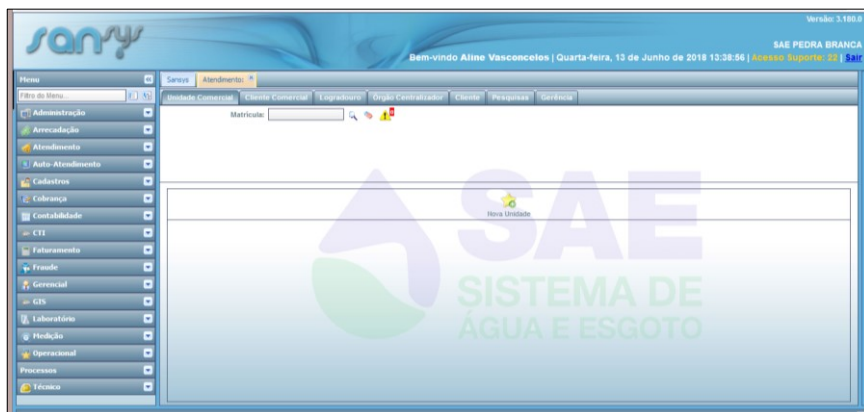 Versão: 3.180.0
sansys
SAE PEDRA BRANCA
Bem-vindo Aline Vasconcelos | Quarta-feira, 13 de Junho de 2018 13:38:56 | Acesso Suporte: 22 | Sair
Menu
Sansys Atendimento:
Filtro do Menu...
Unidade Comercial Cliente Comercial Logradouro Órgão Centralizador Cliente Pesquisas Gerência
Matrícula:
Administração
Arrecadação
Atendimento
Auto-Atendimento
Cadastros
Cobrança
Contabilidade
CTI
Faturamento
Fraude
Gerencial
GIS
Laboratório
Medição
Operacional
Processos
Técnico
Nova Unidade
SAE
SISTEMA DE
ÁGUA E ESGOTO